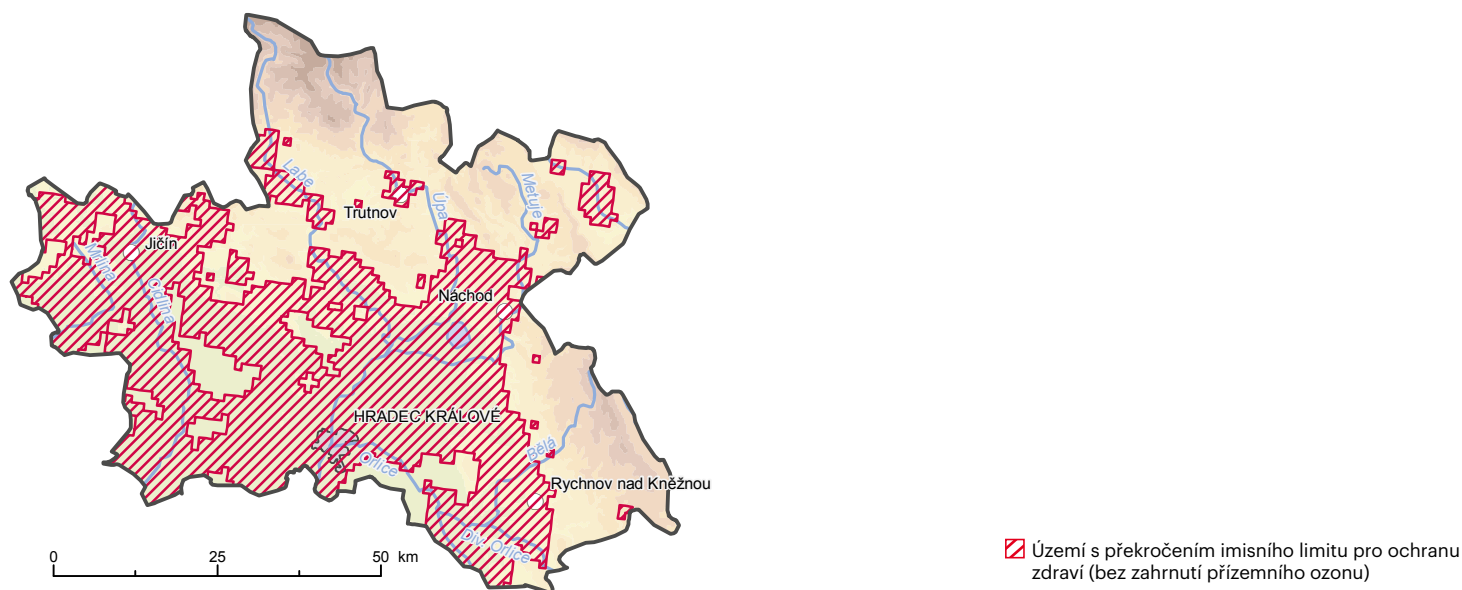 Labe
Trutnov
Úpa
Metuje
Jičín
Mrlina
Cidlina
Náchod
HRADEC KRÁLOVÉ
Orlice
Bělá
Rychnov nad Kněžnou
Div. Orlice
0 25 50 km
Území s překročením imisního limitu pro ochranu
zdraví (bez zahrnutí přízemního ozonu)